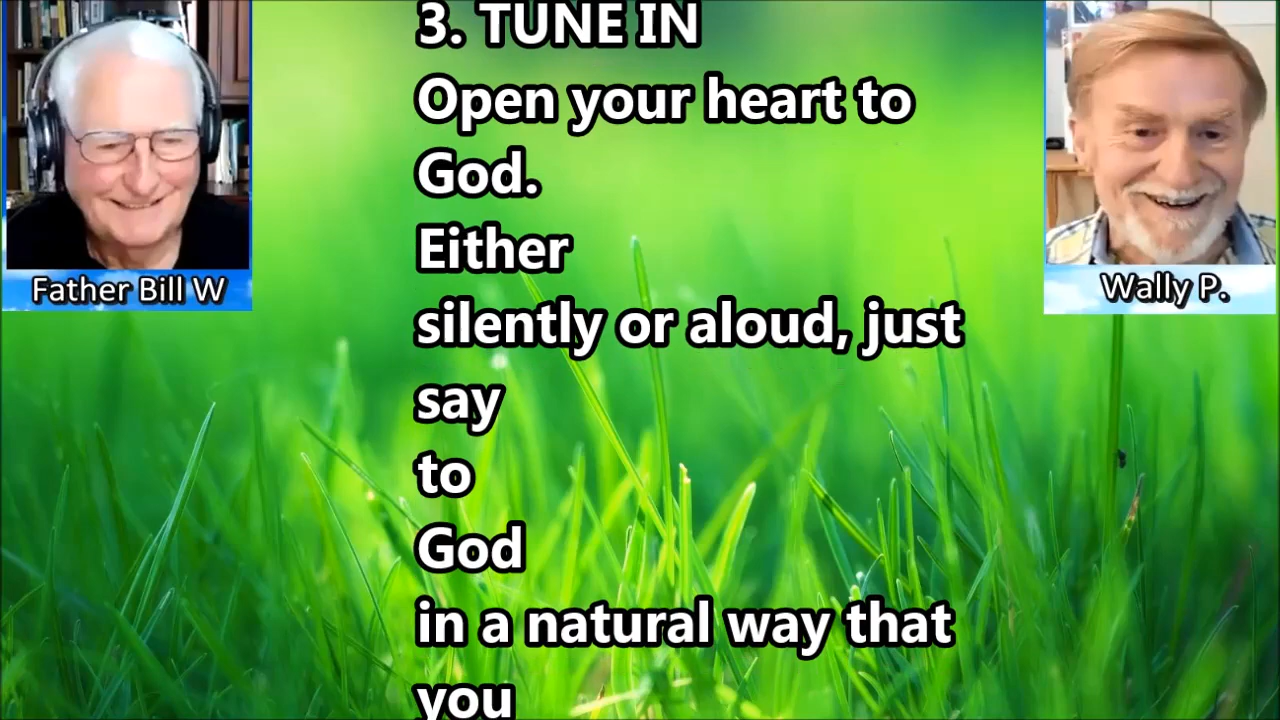 3. TUNE IN
Open your heart to
God.
Either
silently or aloud, just
say
to
God
in a natural way that
you
Father Bill W
Wally P.